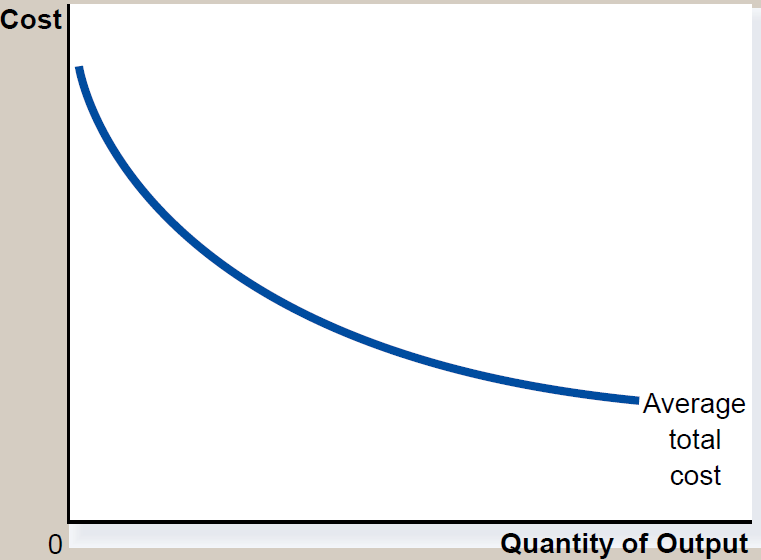 Cost
Average
total
cost
0
Quantity of Output